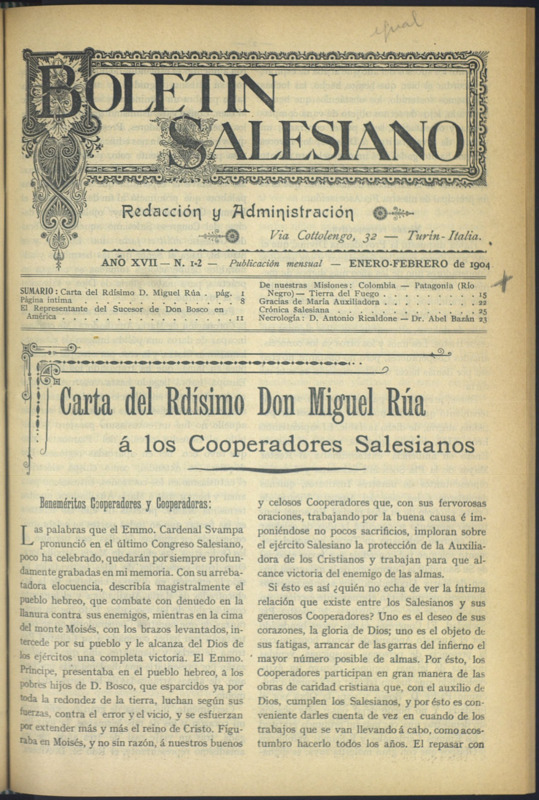 igual
BOLETIN
SALESIANO
Redacción y Administración
Via Cottolengo, 32 — Turin-Italia.
AÑO XVII — N. 1-2 — Publicación mensual — ENERO-FEBRERO de 1904
SUMARIO: Carta del Rdísimo D. Miguel Rúa . pág. 1
Página íntima . . . . . . . . . . . 8
El Representante del Sucesor de Don Bosco en
América . . . . . . . . . . . . 11
De nuestras Misiones: Colombia — Patagonia (Río
Negro) — Tierra del Fuego . . . . . . . . 15
Gracias de María Auxiliadora . . . . . . . 22
Crónica Salesiana . . . . . . . . . . 25
Necrología: D. Antonio Ricaldone — Dr. Abel Bazán 23
Carta del Rdísimo Don Miguel Rúa
á los Cooperadores Salesianos
Beneméritos Cooperadores y Cooperadoras:
Las palabras que el Emmo. Cardenal Svampa
pronunció en el último Congreso Salesiano,
poco ha celebrado, quedarán por siempre profun-
damente grabadas en mi memoria. Con su arreba-
tadora elocuencia, describía magistralmente el
pueblo hebreo, que combate con denuedo en la
llanura contra sus enemigos, mientras en la cima
del monte Moisés, con los brazos levantados, in-
tercede por su pueblo y le alcanza del Dios de
los ejércitos una completa victoria. El Emmo.
Príncipe, presentaba en el pueblo hebreo, á los
pobres hijos de D. Bosco, que esparcidos ya por
toda la redondez de la tierra, luchan según sus
fuerzas, contra el error y el vicio, y se esfuerzan
por extender más y más el reino de Cristo. Figu-
raba en Moisés, y no sin razón, á nuestros buenos
y celosos Cooperadores que, con sus fervorosas
oraciones, trabajando por la buena causa é im-
poniéndose no pocos sacrificios, imploran sobre
el ejército Salesiano la protección de la Auxilia-
dora de los Cristianos y trabajan para que al-
cance victoria del enemigo de las almas.
Si ésto es así ¿quién no echa de ver la íntima
relación que existe entre los Salesianos y sus
generosos Cooperadores? Uno es el deseo de sus
corazones, la gloria de Dios; uno es el objeto de
sus fatigas, arrancar de las garras del infierno el
mayor número posible de almas. Por ésto, los
Cooperadores participan en gran manera de las
obras de caridad cristiana que, con el auxilio de
Dios, cumplen los Salesianos, y por ésto es con-
veniente darles cuenta de vez en cuando de los
trabajos que se van llevando á cabo, como acos-
tumbro hacerlo todos los años. El repasar con